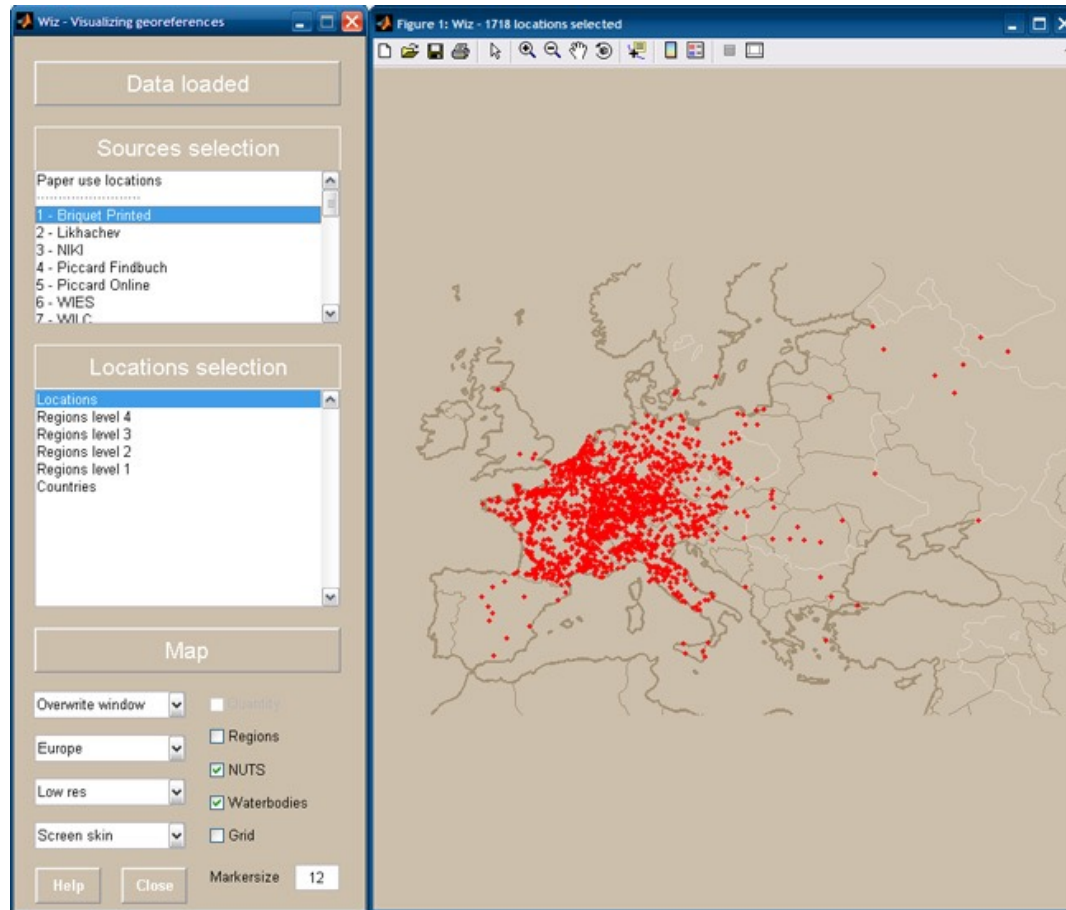 Wiz - Visualizing georeferences
Data loaded
Sources selection
Paper use locations
------------------------
1 - Briquet Printed
2 - Likhachev
3 - NIKI
4 - Piccard Findbuch
5 - Piccard Online
6 - WIES
7 - WILC
Locations selection
Locations
Regions level 4
Regions level 3
Regions level 2
Regions level 1
Countries
Map
Overwrite window
Quantity
Europe
Regions
NUTS
Low res
Waterbodies
Screen skin
Grid
Help
Close
Markersize
12
Figure 1: Wiz - 1718 locations selected